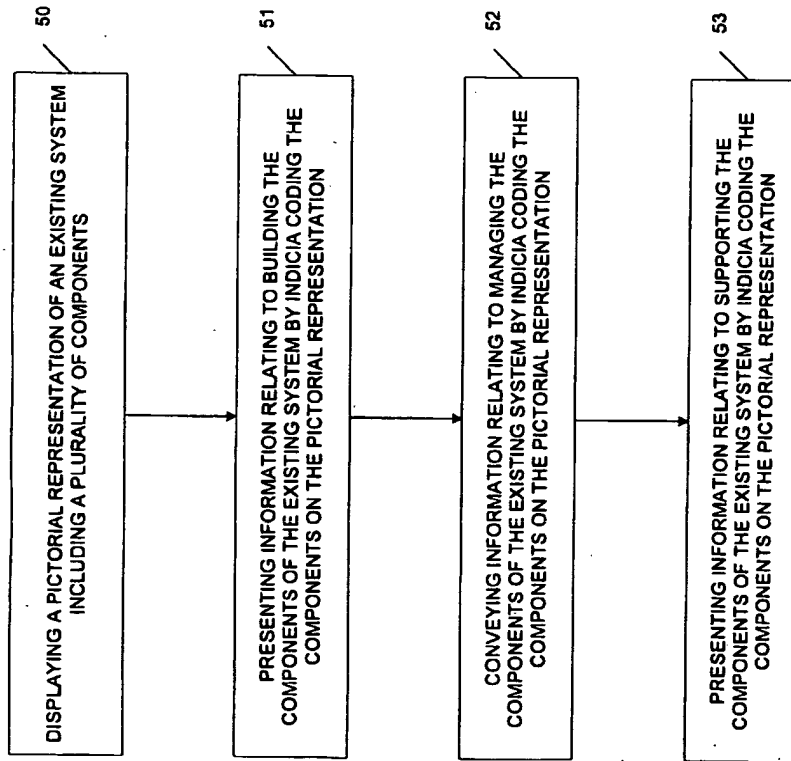 50
DISPLAYING A PICTORIAL REPRESENTATION OF AN EXISTING SYSTEM
INCLUDING A PLURALITY OF COMPONENTS
51
PRESENTING INFORMATION RELATING TO BUILDING THE
COMPONENTS OF THE EXISTING SYSTEM BY INDICIA CODING THE
COMPONENTS ON THE PICTORIAL REPRESENTATION
52
CONVEYING INFORMATION RELATING TO MANAGING THE
COMPONENTS OF THE EXISTING SYSTEM BY INDICIA CODING THE
COMPONENTS ON THE PICTORIAL REPRESENTATION
53
PRESENTING INFORMATION RELATING TO SUPPORTING THE
COMPONENTS OF THE EXISTING SYSTEM BY INDICIA CODING THE
COMPONENTS ON THE PICTORIAL REPRESENTATION